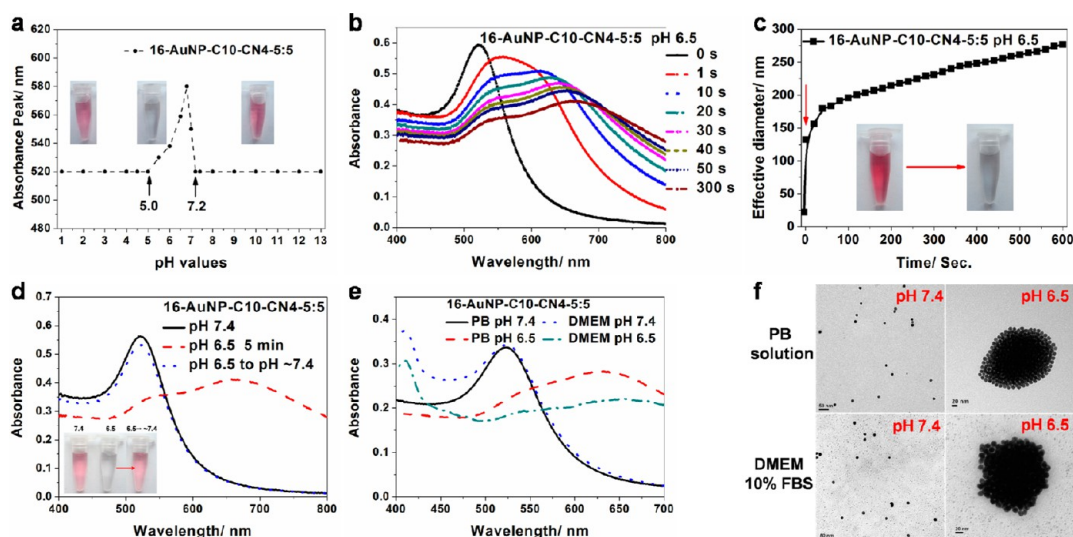 a
16-AuNP-C10-CN4-5:5
Absorbance Peak/ nm
620
600
580
560
540
520
500
480
5.0
7.2
1 2 3 4 5 6 7 8 9 10 11 12 13
pH values
b
16-AuNP-C10-CN4-5:5 pH 6.5
0 s
1 s
10 s
20 s
30 s
40 s
50 s
300 s
Absorbance
0.6
0.5
0.4
0.3
0.2
0.1
0.0
400 500 600 700 800
Wavelength/ nm
c
16-AuNP-C10-CN4-5:5 pH 6.5
Effective diameter/ nm
350
300
250
200
150
100
50
0
0 100 200 300 400 500 600
Time/ Sec.
d
16-AuNP-C10-CN4-5:5
pH 7.4
pH 6.5 5 min
pH 6.5 to pH ~7.4
Absorbance
0.7
0.6
0.5
0.4
0.3
0.2
0.1
0.0
7.4 6.5 6.5→~7.4
400 500 600 700 800
Wavelength/ nm
e
16-AuNP-C10-CN4-5:5
PB pH 7.4 DMEM pH 7.4
PB pH 6.5 DMEM pH 6.5
Absorbance
0.5
0.4
0.3
0.2
0.1
0.0
400 450 500 550 600 650 700
Wavelength/ nm
f
pH 7.4 pH 6.5
PB
solution
20 nm
pH 7.4 pH 6.5
DMEM
10% FBS